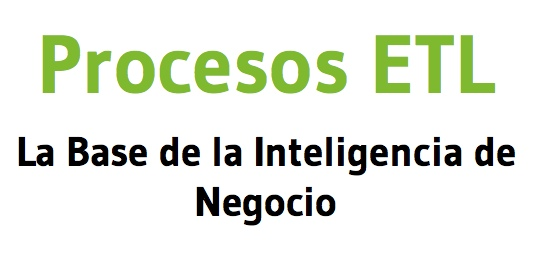 Procesos ETL
La Base de la Inteligencia de
Negocio